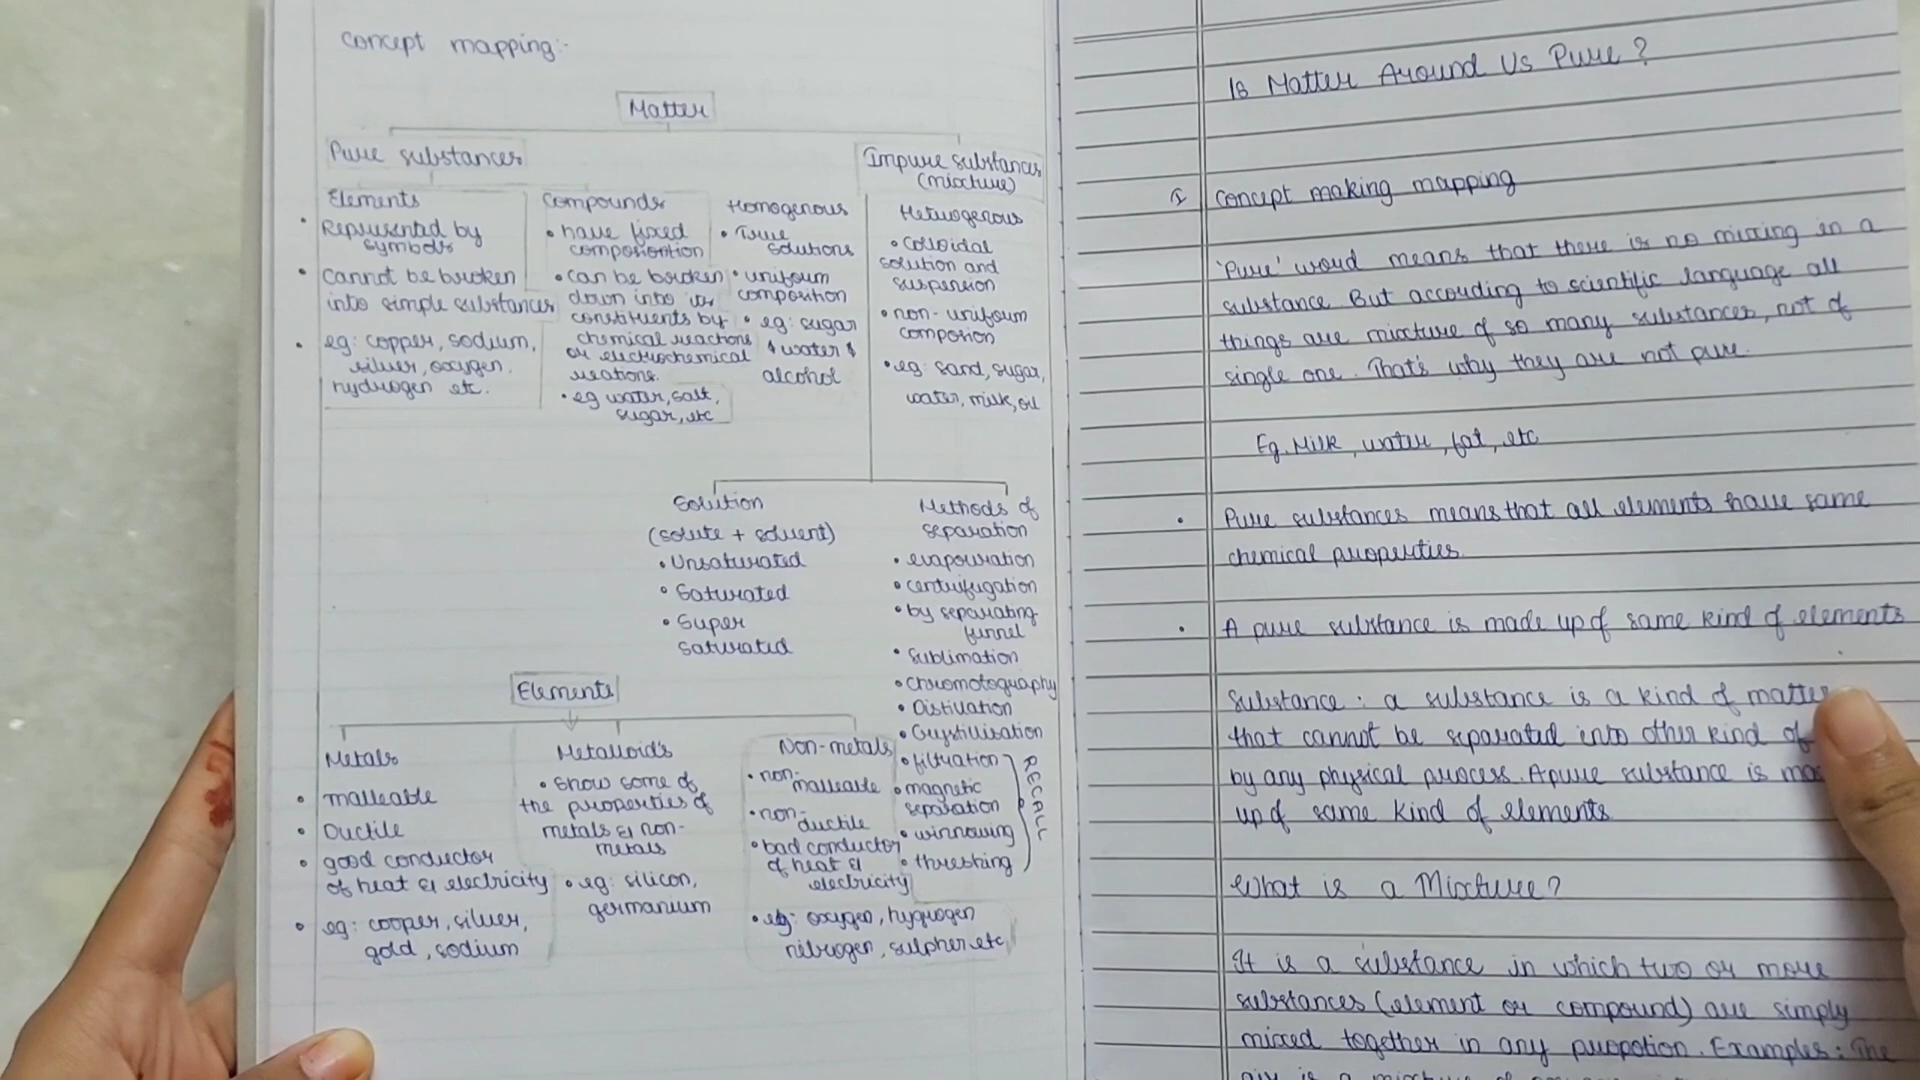 Concept mapping:-
Matter
Pure substances
Elements
• Represented by
symbols
• Cannot be broken
into simple substances
• eg: copper, sodium,
silver, oxygen,
hydrogen etc.
Compounds
• have fixed
composiontion
• can be broken
down into its
constituents by
chemical reactions
or electrochemical
reations.
• eg water, salt,
sugar, etc
Impure substances
(mixture)
Homogenous
• True
solutions
• uniform
composition
• eg: sugar
& water &
alcohol
Hetrogenous
• Colloidal
solution and
suspension
• non-uniform
compostion
• eg: sand, sugar,
water, milk, oil
Solution
(solute + solvent)
• Unsaturated
• Saturated
• Super
saturated
Methods of
separation
• evapouration
• centrifugation
• by separating
funnel
• Sublimation
• Chromotography
• Distillation
• Crystilisation
• filtration
• magnetic
separation
• winnowing
• threshing
RECALL
Elements
Metals
• malleable
• Ductile
• good conductor
of heat & electricity
• eg: cooper, silver,
gold, sodium
Metalloid's
• show some of
the properties of
metals & non-
metals
• eg: silicon,
germanium
Non-metals
• non-
malleable
• non-
ductile
• bad conductor
of heat &
electricity
• eg: oxygen, hygrogen
nitrogen, sulpher etc
Is Matter Around Us Pure?
Concept making mapping
'Pure' word means that there is no mixing in a
substance. But according to scientific language all
things are mixture of so many substances, not of
single one. That's why they are not pure.
Eg. Milk, water, fat, etc
• Pure substances means that all elements have same
chemical properties.
• A pure substance is made up of same kind of elements
Substance: a substance is a kind of matter
that cannot be separated into other kind of
by any physical process. A pure substance is
up of same kind of elements
What is a Mixture?
It is a substance in which two or more
substances (element or compound) are simply
mixed together in any propotion. Examples: The
air is a